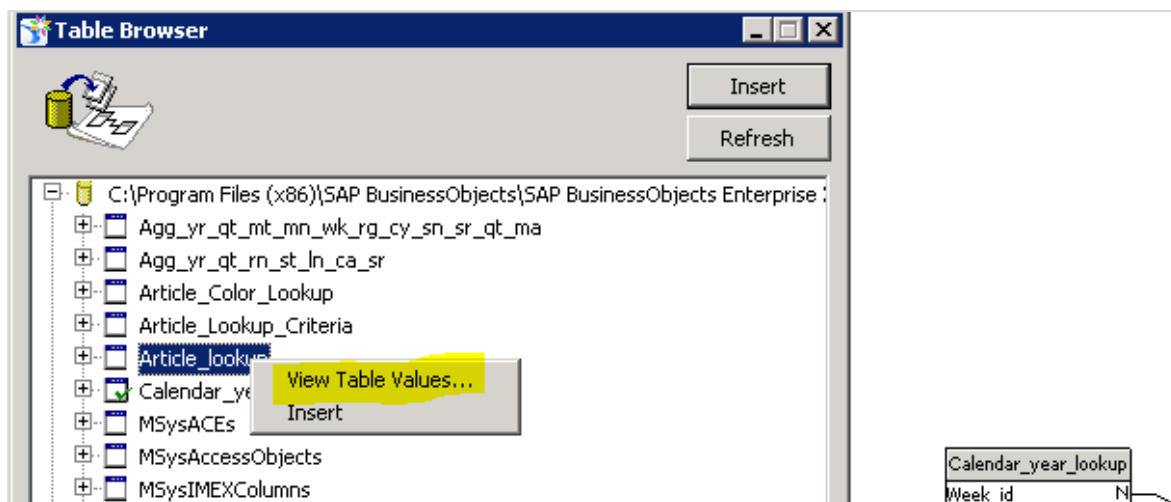 Table Browser
Insert
Refresh
C:\Program Files (x86)\SAP BusinessObjects\SAP BusinessObjects Enterprise
Agg_yr_qt_mt_mn_wk_rg_cy_sn_sr_qt_ma
Agg_yr_qt_rn_st_ln_ca_sr
Article_Color_Lookup
Article_Lookup_Criteria
Article_lookup
View Table Values...
Calendar_ye
Insert
MSysACEs
MSysAccessObjects
MSysIMEXColumns
Calendar_year_lookup
Week_id N